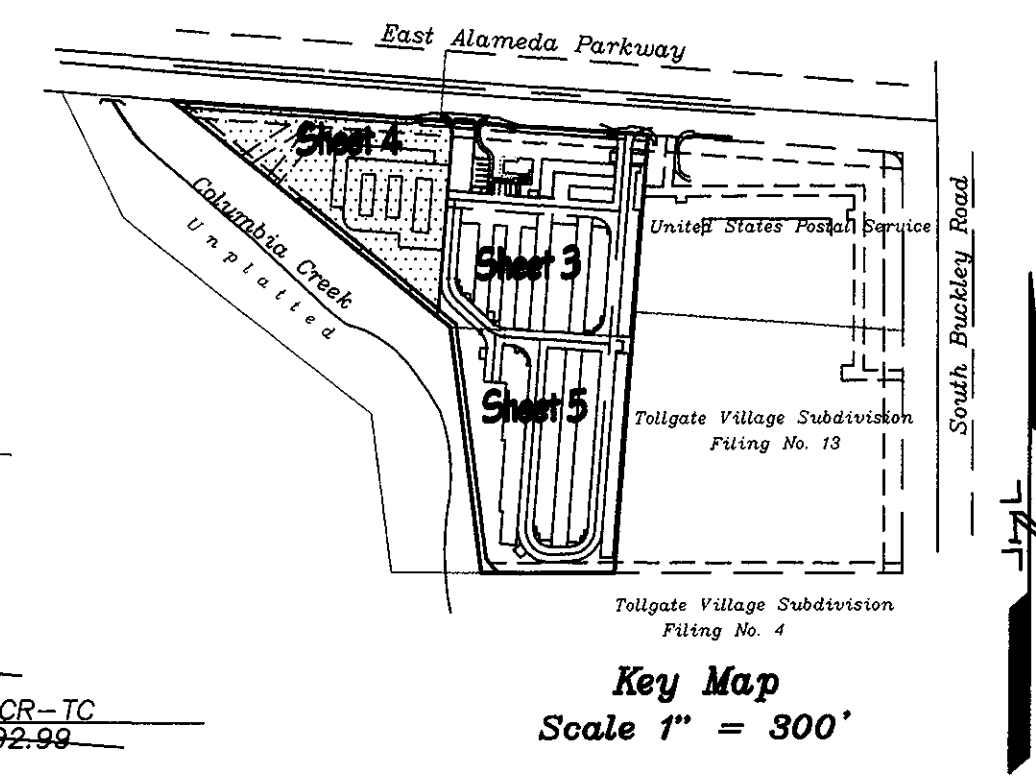 East Alameda Parkway
Sheet 4
Columbia Creek
Unplatted
Sheet 3
United States Postal Service
South Buckley Road
Sheet 5
Tollgate Village Subdivision
Filing No. 13
Tollgate Village Subdivision
Filing No. 4
Key Map
Scale 1" = 300'
CR-TC
92.99